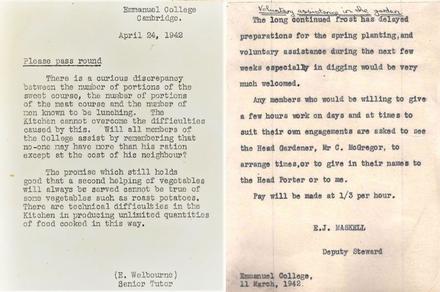 Emmanuel College
Cambridge.
April 24, 1942
Please pass round
There is a curious discrepancy
between the number of portions of the
sweet course, the number of portions
of the meat course and the number of
men known to be lunching. The
Kitchen cannot overcome the difficulties
caused by this. Will all members of
the College assist by remembering that
no-one may have more than his ration
except at the cost of his neighbour?
The promise which still holds
good that a second helping of vegetables
will always be served cannot be true of
some vegetables such as roast potatoes.
There are technical difficulties in the
Kitchen in producing unlimited quantities
of food cooked in this way.
(E. Welbourne)
Senior Tutor
Voluntary assistance in the garden
The long continued frost has delayed
preparations for the spring planting,and
voluntary assistance during the next few
weeks especially in digging would be very
much welcomed.
Any members who would be willing to give
a few hours work on days and at times to
suit their own engagements are asked to see
the Head Gardener, Mr C. McGregor, to
arrange times,or to give in their names to
the Head Porter or to me.
Pay will be made at 1/3 per hour.
E.J. MASKELL
Deputy Steward
Emmanuel College,
11 March, 1942.